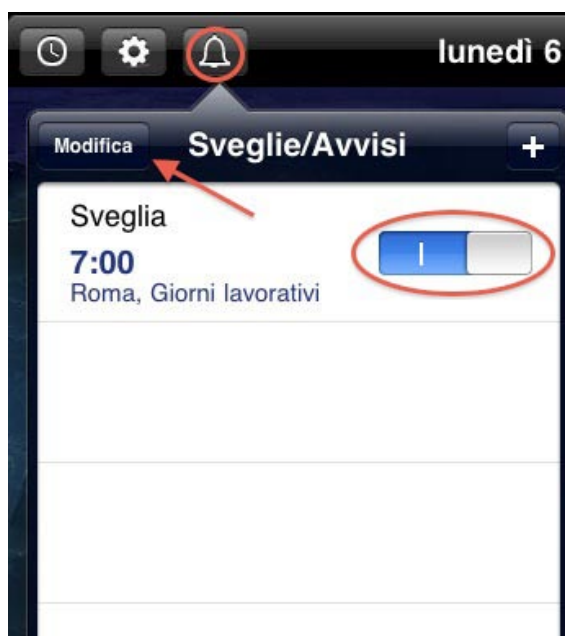 lunedì 6
Modifica Sveglie/Avvisi +
Sveglia
7:00
Roma, Giorni lavorativi